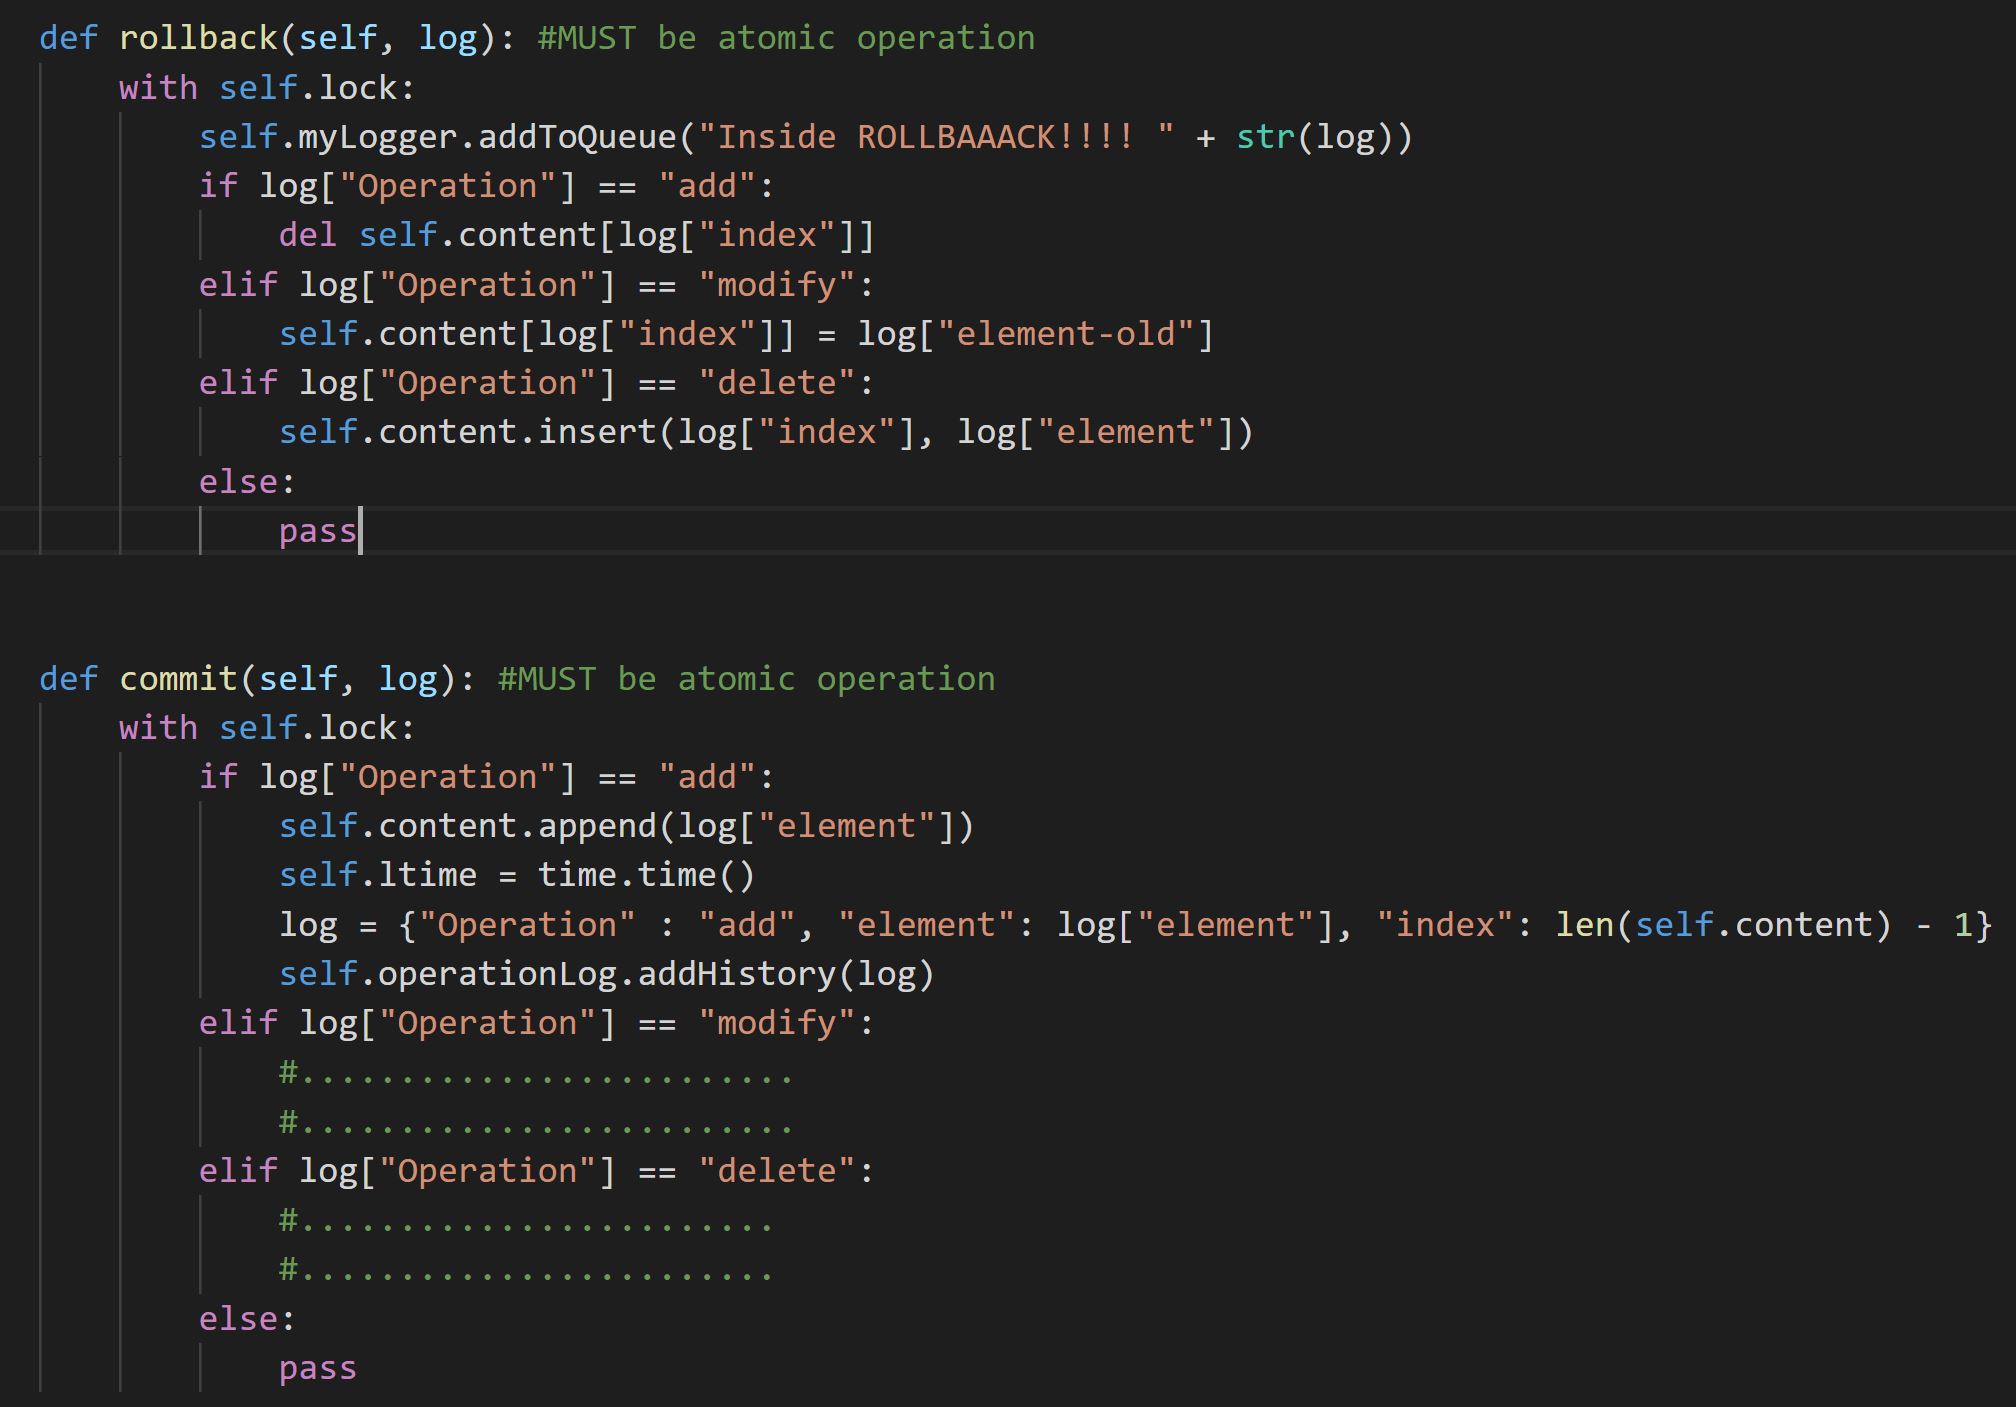 def rollback(self, log): #MUST be atomic operation
    with self.lock:
        self.myLogger.addToQueue("Inside ROLLBAAACK!!!! " + str(log))
        if log["Operation"] == "add":
            del self.content[log["index"]]
        elif log["Operation"] == "modify":
            self.content[log["index"]] = log["element-old"]
        elif log["Operation"] == "delete":
            self.content.insert(log["index"], log["element"])
        else:
            pass
def commit(self, log): #MUST be atomic operation
    with self.lock:
        if log["Operation"] == "add":
            self.content.append(log["element"])
            self.ltime = time.time()
            log = {"Operation" : "add", "element": log["element"], "index": len(self.content) - 1}
            self.operationLog.addHistory(log)
        elif log["Operation"] == "modify":
            #.........................
            #.........................
        elif log["Operation"] == "delete":
            #........................
            #........................
        else:
            pass